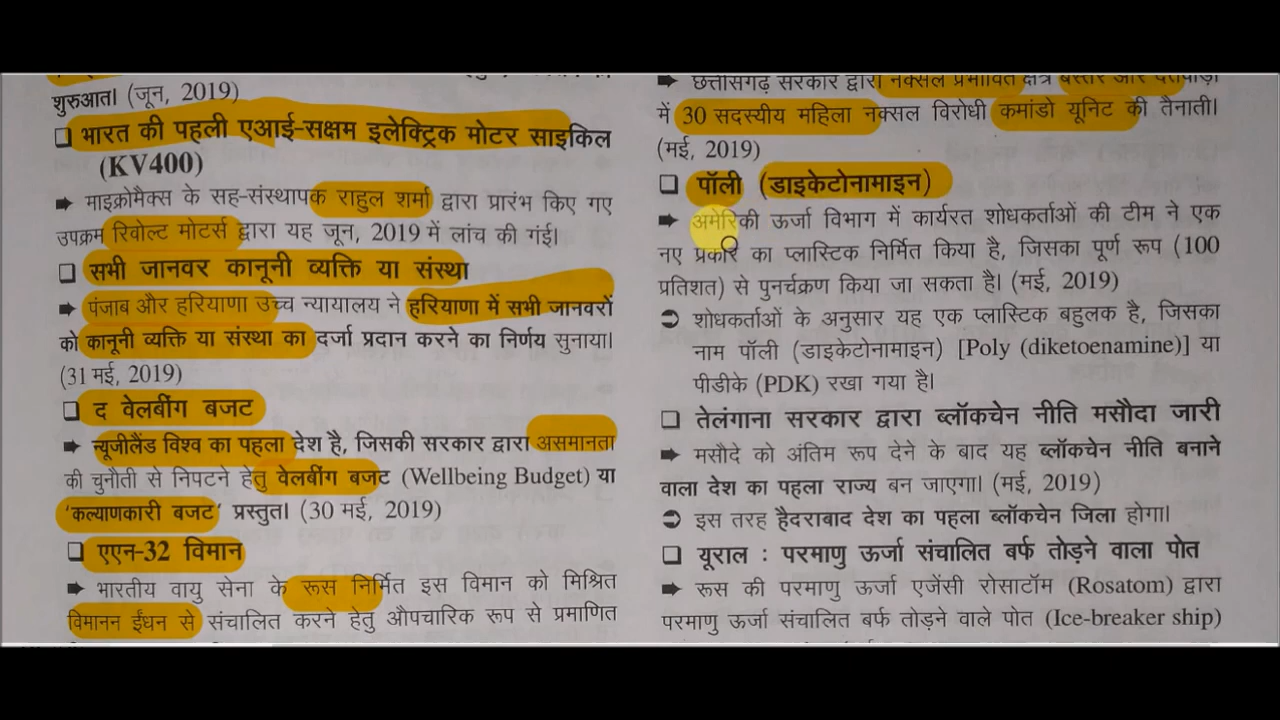 शुरुआत। (जून, 2019)
❑ भारत की पहली एआई-सक्षम इलेक्ट्रिक मोटर साइकिल
(KV400)
➡ माइक्रोमैक्स के सह-संस्थापक राहुल शर्मा द्वारा प्रारंभ किए गए
उपक्रम रिवोल्ट मोटर्स द्वारा यह जून, 2019 में लांच की गंई।
❑ सभी जानवर कानूनी व्यक्ति या संस्था
➡ पंजाब और हरियाणा उच्च न्यायालय ने हरियाणा में सभी जानवरों
को कानूनी व्यक्ति या संस्था का दर्जा प्रदान करने का निर्णय सुनाया।
(31 मई, 2019)
❑ द वेलबींग बजट
➡ न्यूजीलैंड विश्व का पहला देश है, जिसकी सरकार द्वारा असमानता
की चुनौती से निपटने हेतु वेलबींग बजट (Wellbeing Budget) या
‘कल्याणकारी बजट’ प्रस्तुत। (30 मई, 2019)
❑ एएन-32 विमान
➡ भारतीय वायु सेना के रूस निर्मित इस विमान को मिश्रित
विमानन ईंधन से संचालित करने हेतु औपचारिक रूप से प्रमाणित
➡ छत्तीसगढ़ सरकार द्वारा नक्सल प्रभावित क्षेत्र बस्तर और दंतेवाड़ा
में 30 सदस्यीय महिला नक्सल विरोधी कमांडो यूनिट की तैनाती।
(मई, 2019)
❑ पॉली (डाइकेटोनामाइन)
➡ अमेरिकी ऊर्जा विभाग में कार्यरत शोधकर्ताओं की टीम ने एक
नए प्रकार का प्लास्टिक निर्मित किया है, जिसका पूर्ण रूप (100
प्रतिशत) से पुनर्चक्रण किया जा सकता है। (मई, 2019)
➲ शोधकर्ताओं के अनुसार यह एक प्लास्टिक बहुलक है, जिसका
नाम पॉली (डाइकेटोनामाइन) [Poly (diketoenamine)] या
पीडीके (PDK) रखा गया है।
❑ तेलंगाना सरकार द्वारा ब्लॉकचेन नीति मसौदा जारी
➡ मसौदे को अंतिम रूप देने के बाद यह ब्लॉकचेन नीति बनाने
वाला देश का पहला राज्य बन जाएगा। (मई, 2019)
➲ इस तरह हैदराबाद देश का पहला ब्लॉकचेन जिला होगा।
❑ यूराल : परमाणु ऊर्जा संचालित बर्फ तोड़ने वाला पोत
➡ रूस की परमाणु ऊर्जा एजेंसी रोसाटॉम (Rosatom) द्वारा
परमाणु ऊर्जा संचालित बर्फ तोड़ने वाले पोत (Ice-breaker ship)